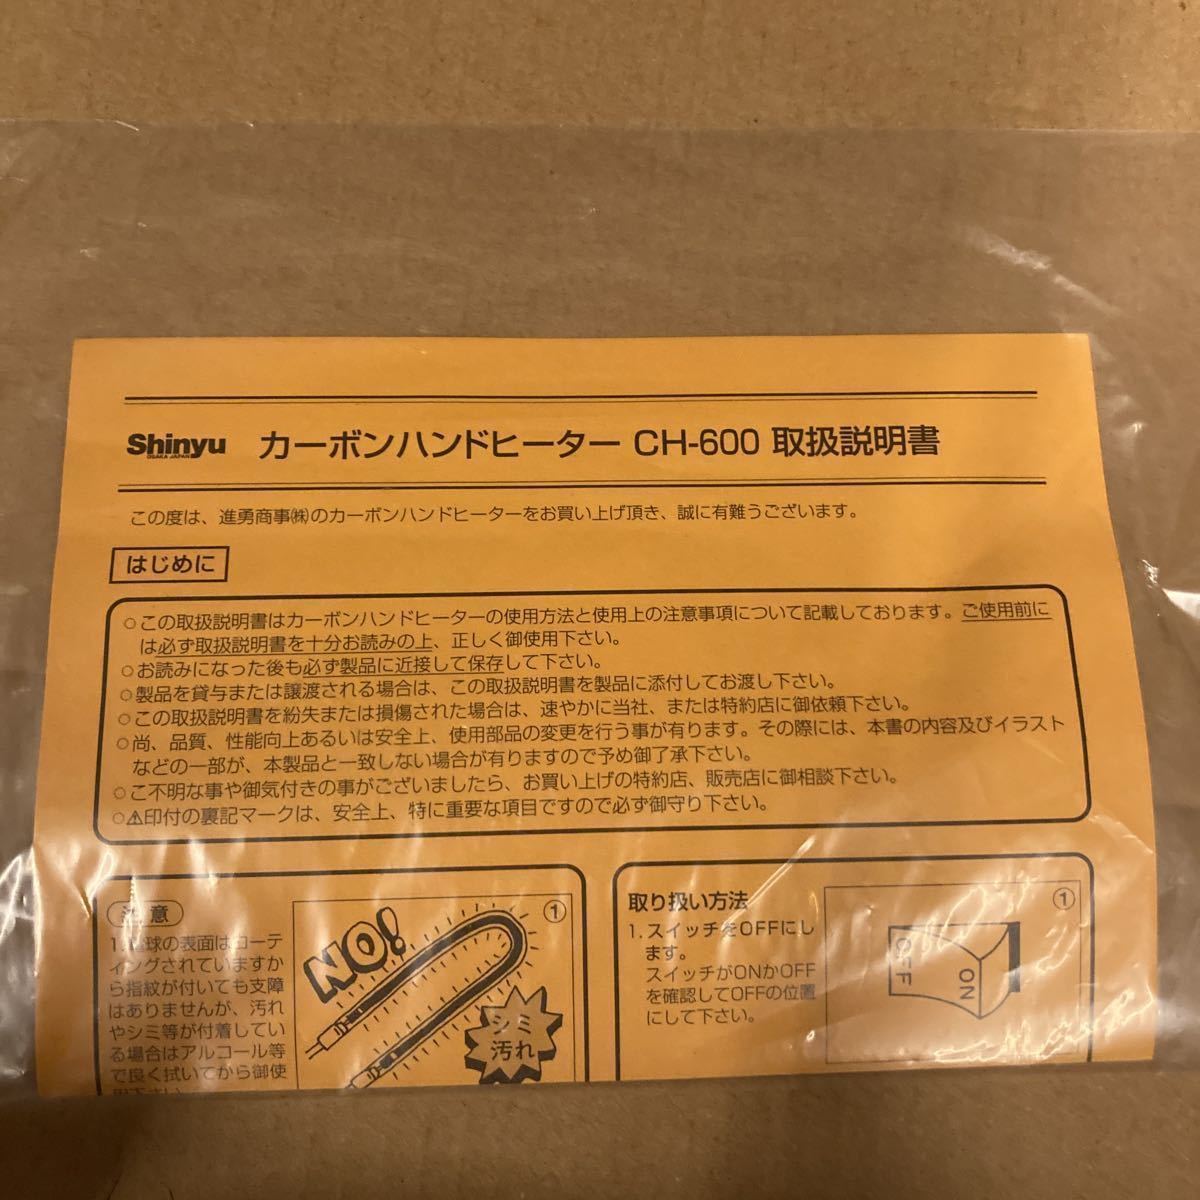 Shinyu カーボンハンドヒーター CH-600 取扱説明書
OSAKA JAPAN
この度は、進勇商事㈱のカーボンハンドヒーターをお買い上げ頂き、誠に有難うございます。
はじめに
○この取扱説明書はカーボンハンドヒーターの使用方法と使用上の注意事項について記載しております。ご使用前に
は必ず取扱説明書を十分お読みの上、正しく御使用下さい。
○お読みになった後も必ず製品に近接して保存して下さい。
○製品を貸与または譲渡される場合は、この取扱説明書を製品に添付してお渡し下さい。
○この取扱説明書を紛失または損傷された場合は、速やかに当社、または特約店に御依頼下さい。
○尚、品質、性能向上あるいは安全上、使用部品の変更を行う事が有ります。その際には、本書の内容及びイラスト
などの一部が、本製品と一致しない場合が有りますので予め御了承下さい。
○ご不明な事や御気付きの事がございましたら、お買い上げの特約店、販売店に御相談下さい。
○⚠印付の裏記マークは、安全上、特に重要な項目ですので必ず御守り下さい。
注意
1. 球の表面はコーテ
ィングされていますか
ら指紋が付いても支障
はありませんが、汚れ
やシミ等が付着してい
る場合はアルコール等
で良く拭いてから御使
用下さい
①
NO!
シミ
汚れ
取り扱い方法
1. スイッチをOFFにし
ます。
スイッチがONかOFF
を確認してOFFの位置
にして下さい。
①
OFF
ON